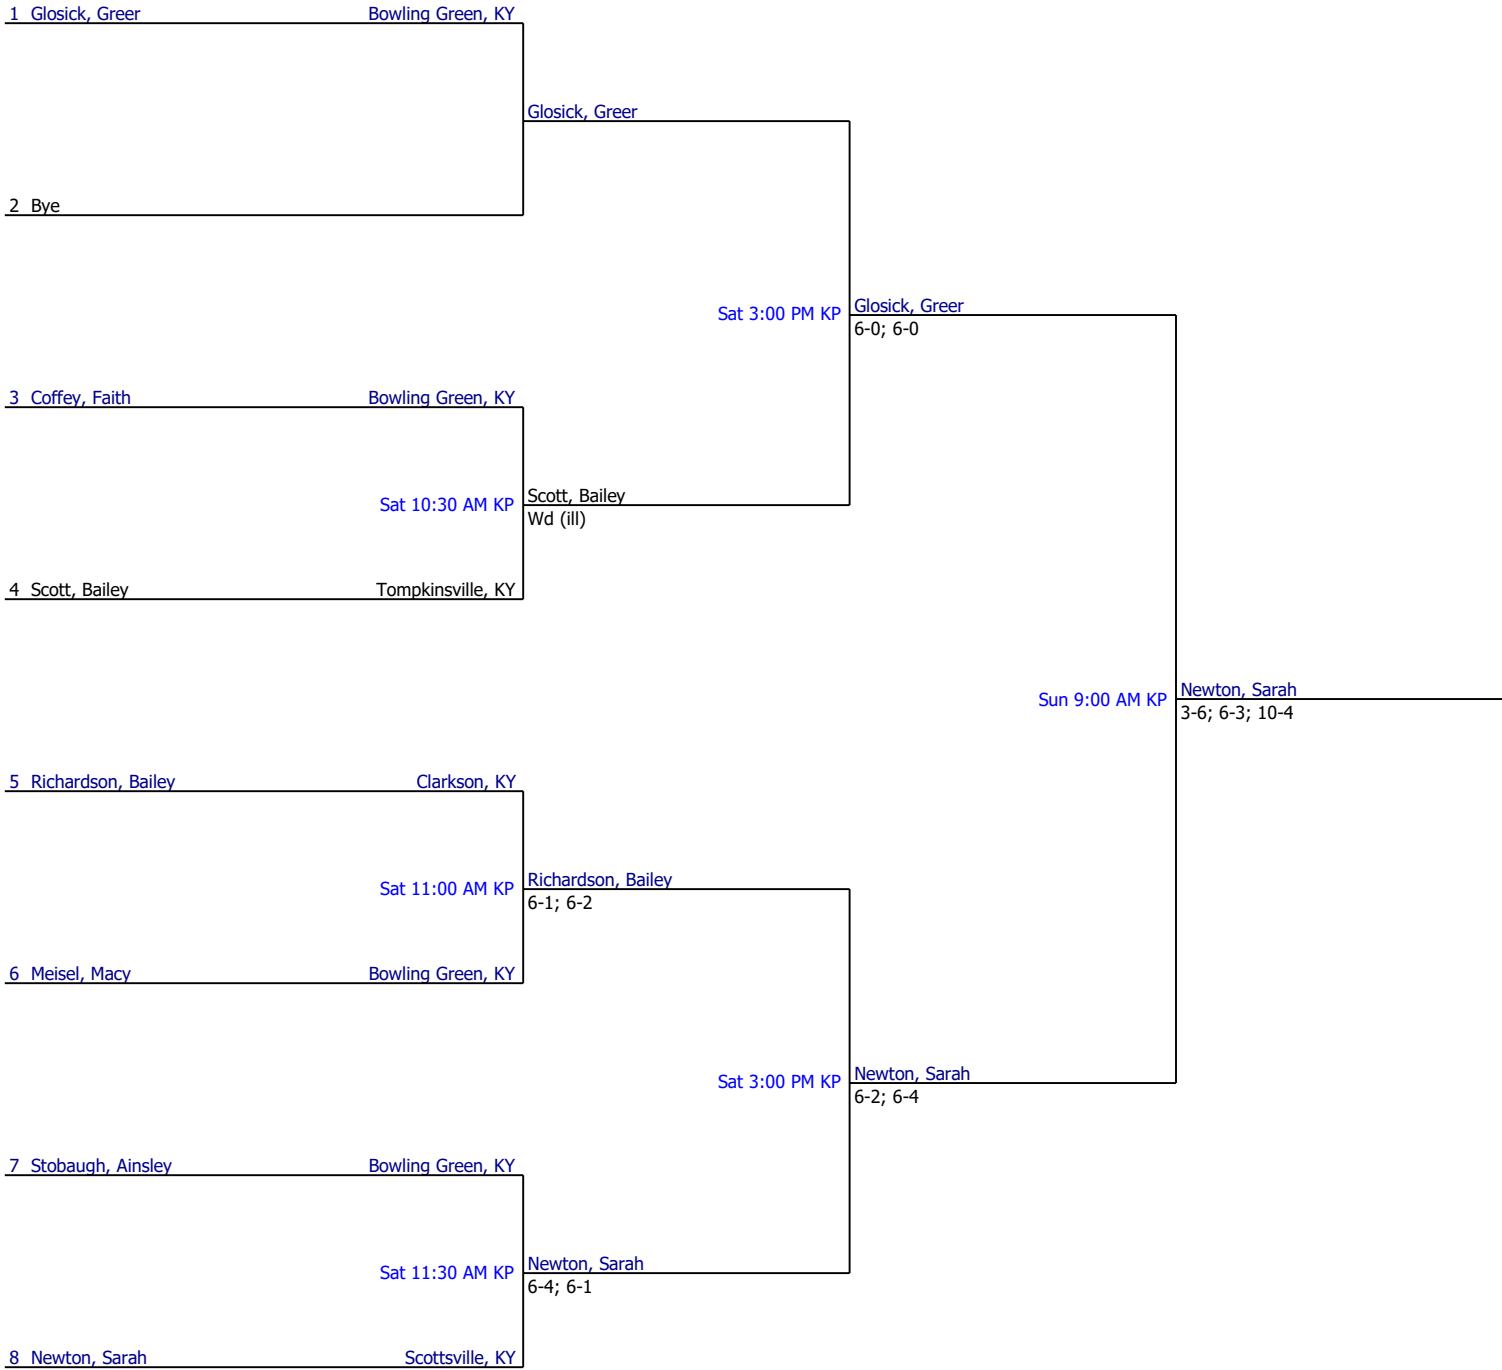 1 Glosick, Greer Bowling Green, KY
Glosick, Greer
2 Bye
Sat 3:00 PM KP Glosick, Greer
6-0; 6-0
3 Coffey, Faith Bowling Green, KY
Sat 10:30 AM KP Scott, Bailey
Wd (ill)
4 Scott, Bailey Tompkinsville, KY
Sun 9:00 AM KP Newton, Sarah
3-6; 6-3; 10-4
5 Richardson, Bailey Clarkson, KY
Sat 11:00 AM KP Richardson, Bailey
6-1; 6-2
6 Meisel, Macy Bowling Green, KY
Sat 3:00 PM KP Newton, Sarah
6-2; 6-4
7 Stobaugh, Ainsley Bowling Green, KY
Sat 11:30 AM KP Newton, Sarah
6-4; 6-1
8 Newton, Sarah Scottsville, KY